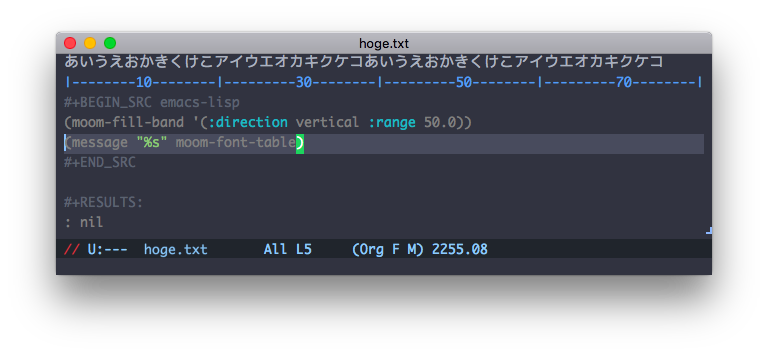 hoge.txt
あいうえおかきくけこアイウエオカキクケコあいうえおかきくけこアイウエオカキクケコ
|--------10--------|--------30--------|--------50--------|--------70--------|
#+BEGIN_SRC emacs-lisp
(moom-fill-band '(:direction vertical :range 50.0))
(message "%s" moom-font-table)
#+END_SRC
#+RESULTS:
: nil
// U:---  hoge.txt       All L5     (Org F M) 2255.08